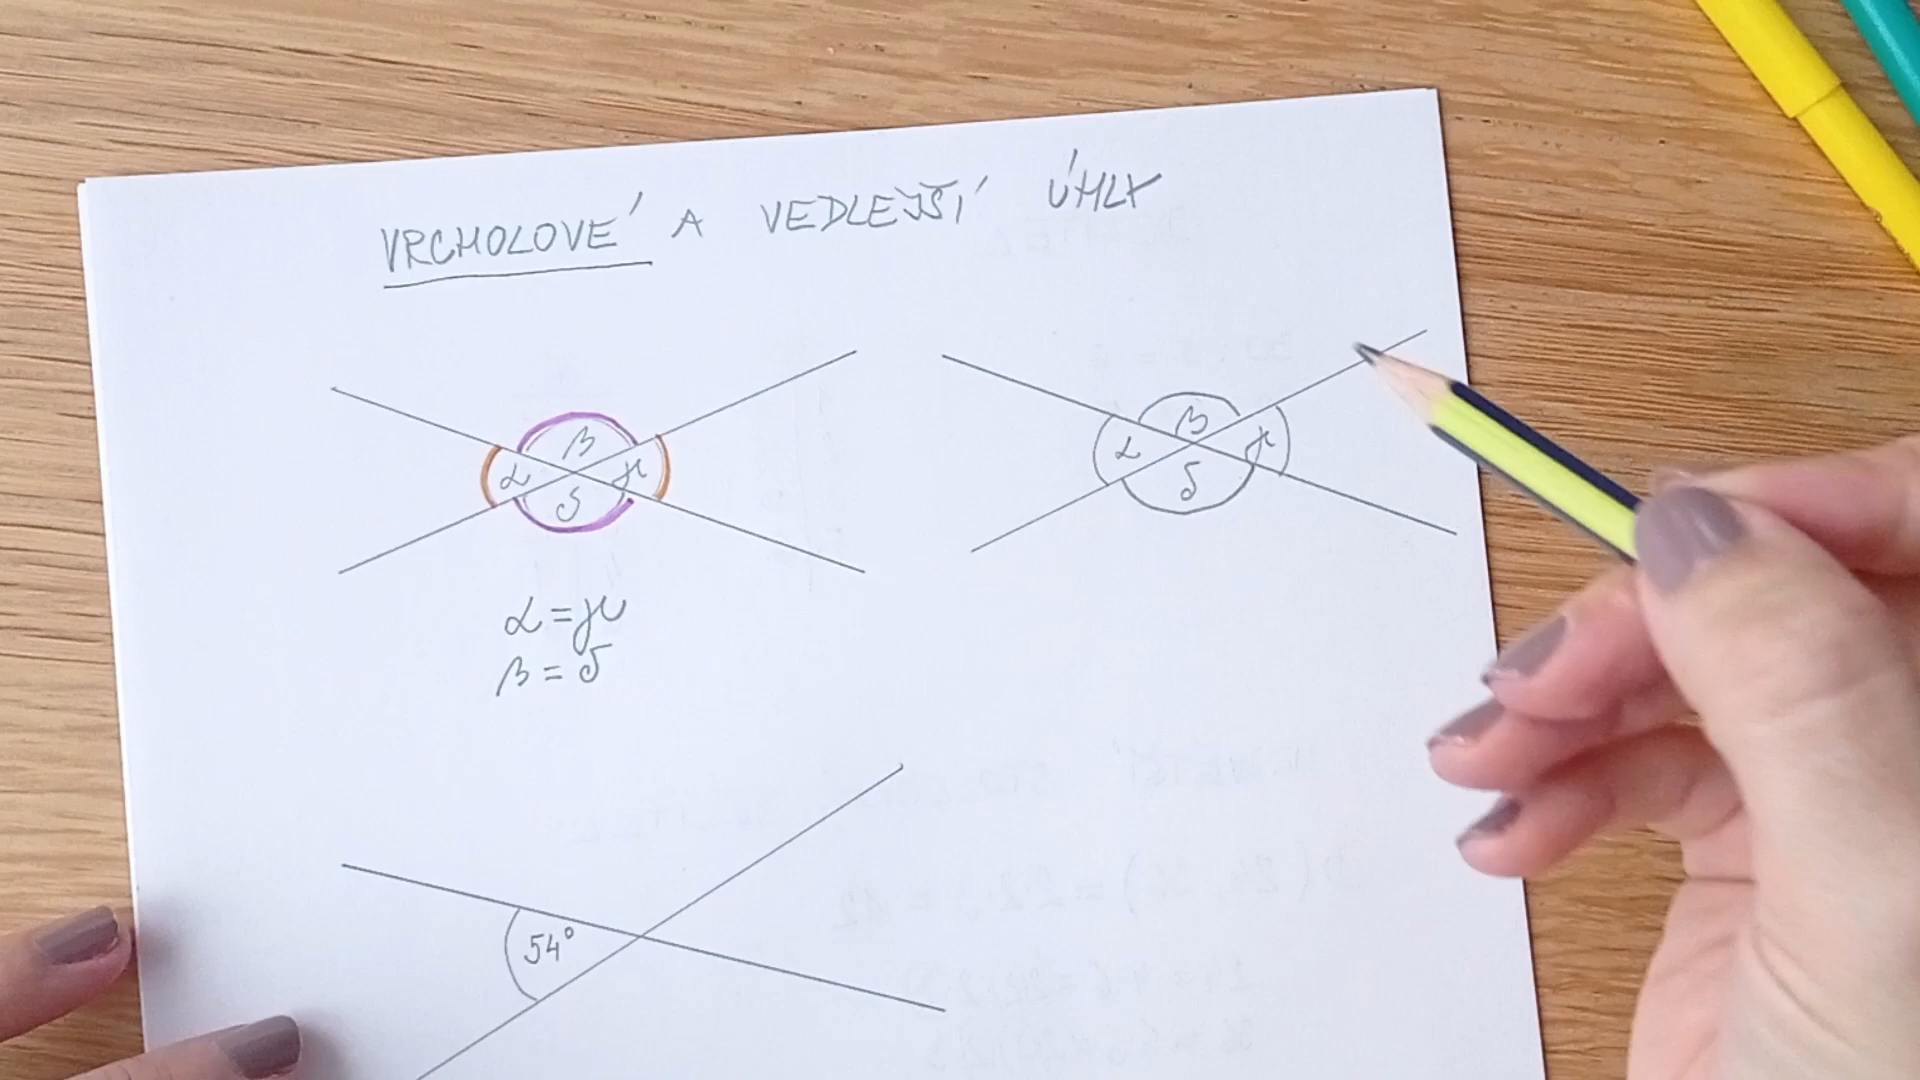 VRCHOLOVÉ A VEDLEJŠÍ ÚHLY
α β γ δ
α β γ δ
α = γ
β = δ
54°